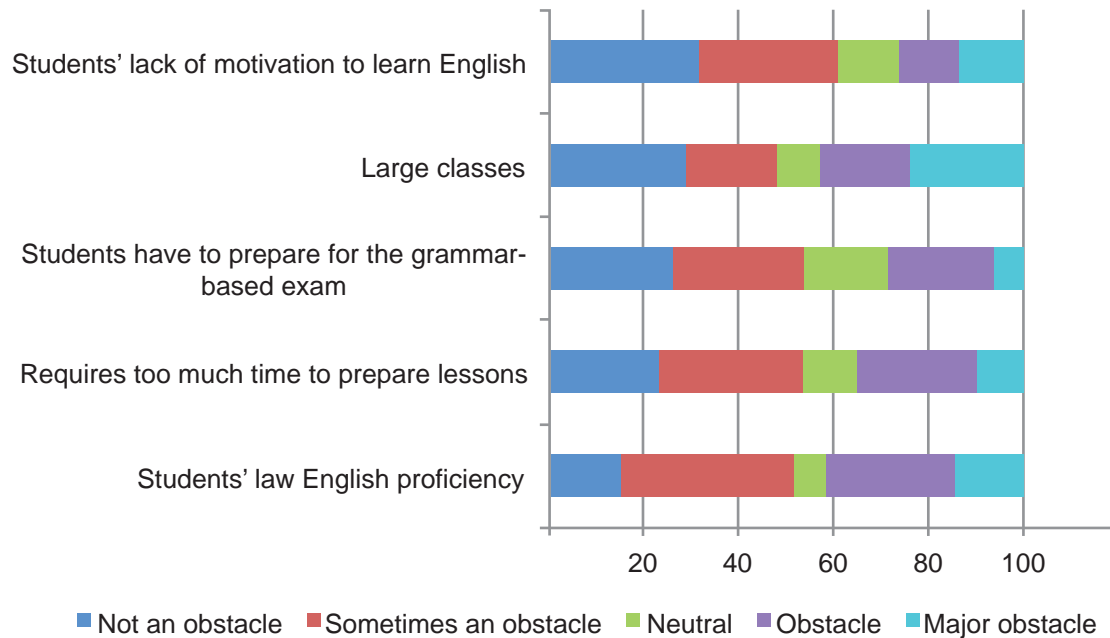 Students' lack of motivation to learn English
Large classes
Students have to prepare for the grammar-
based exam
Requires too much time to prepare lessons
Students' law English proficiency
20 40 60 80 100
Not an obstacle Sometimes an obstacle Neutral Obstacle Major obstacle